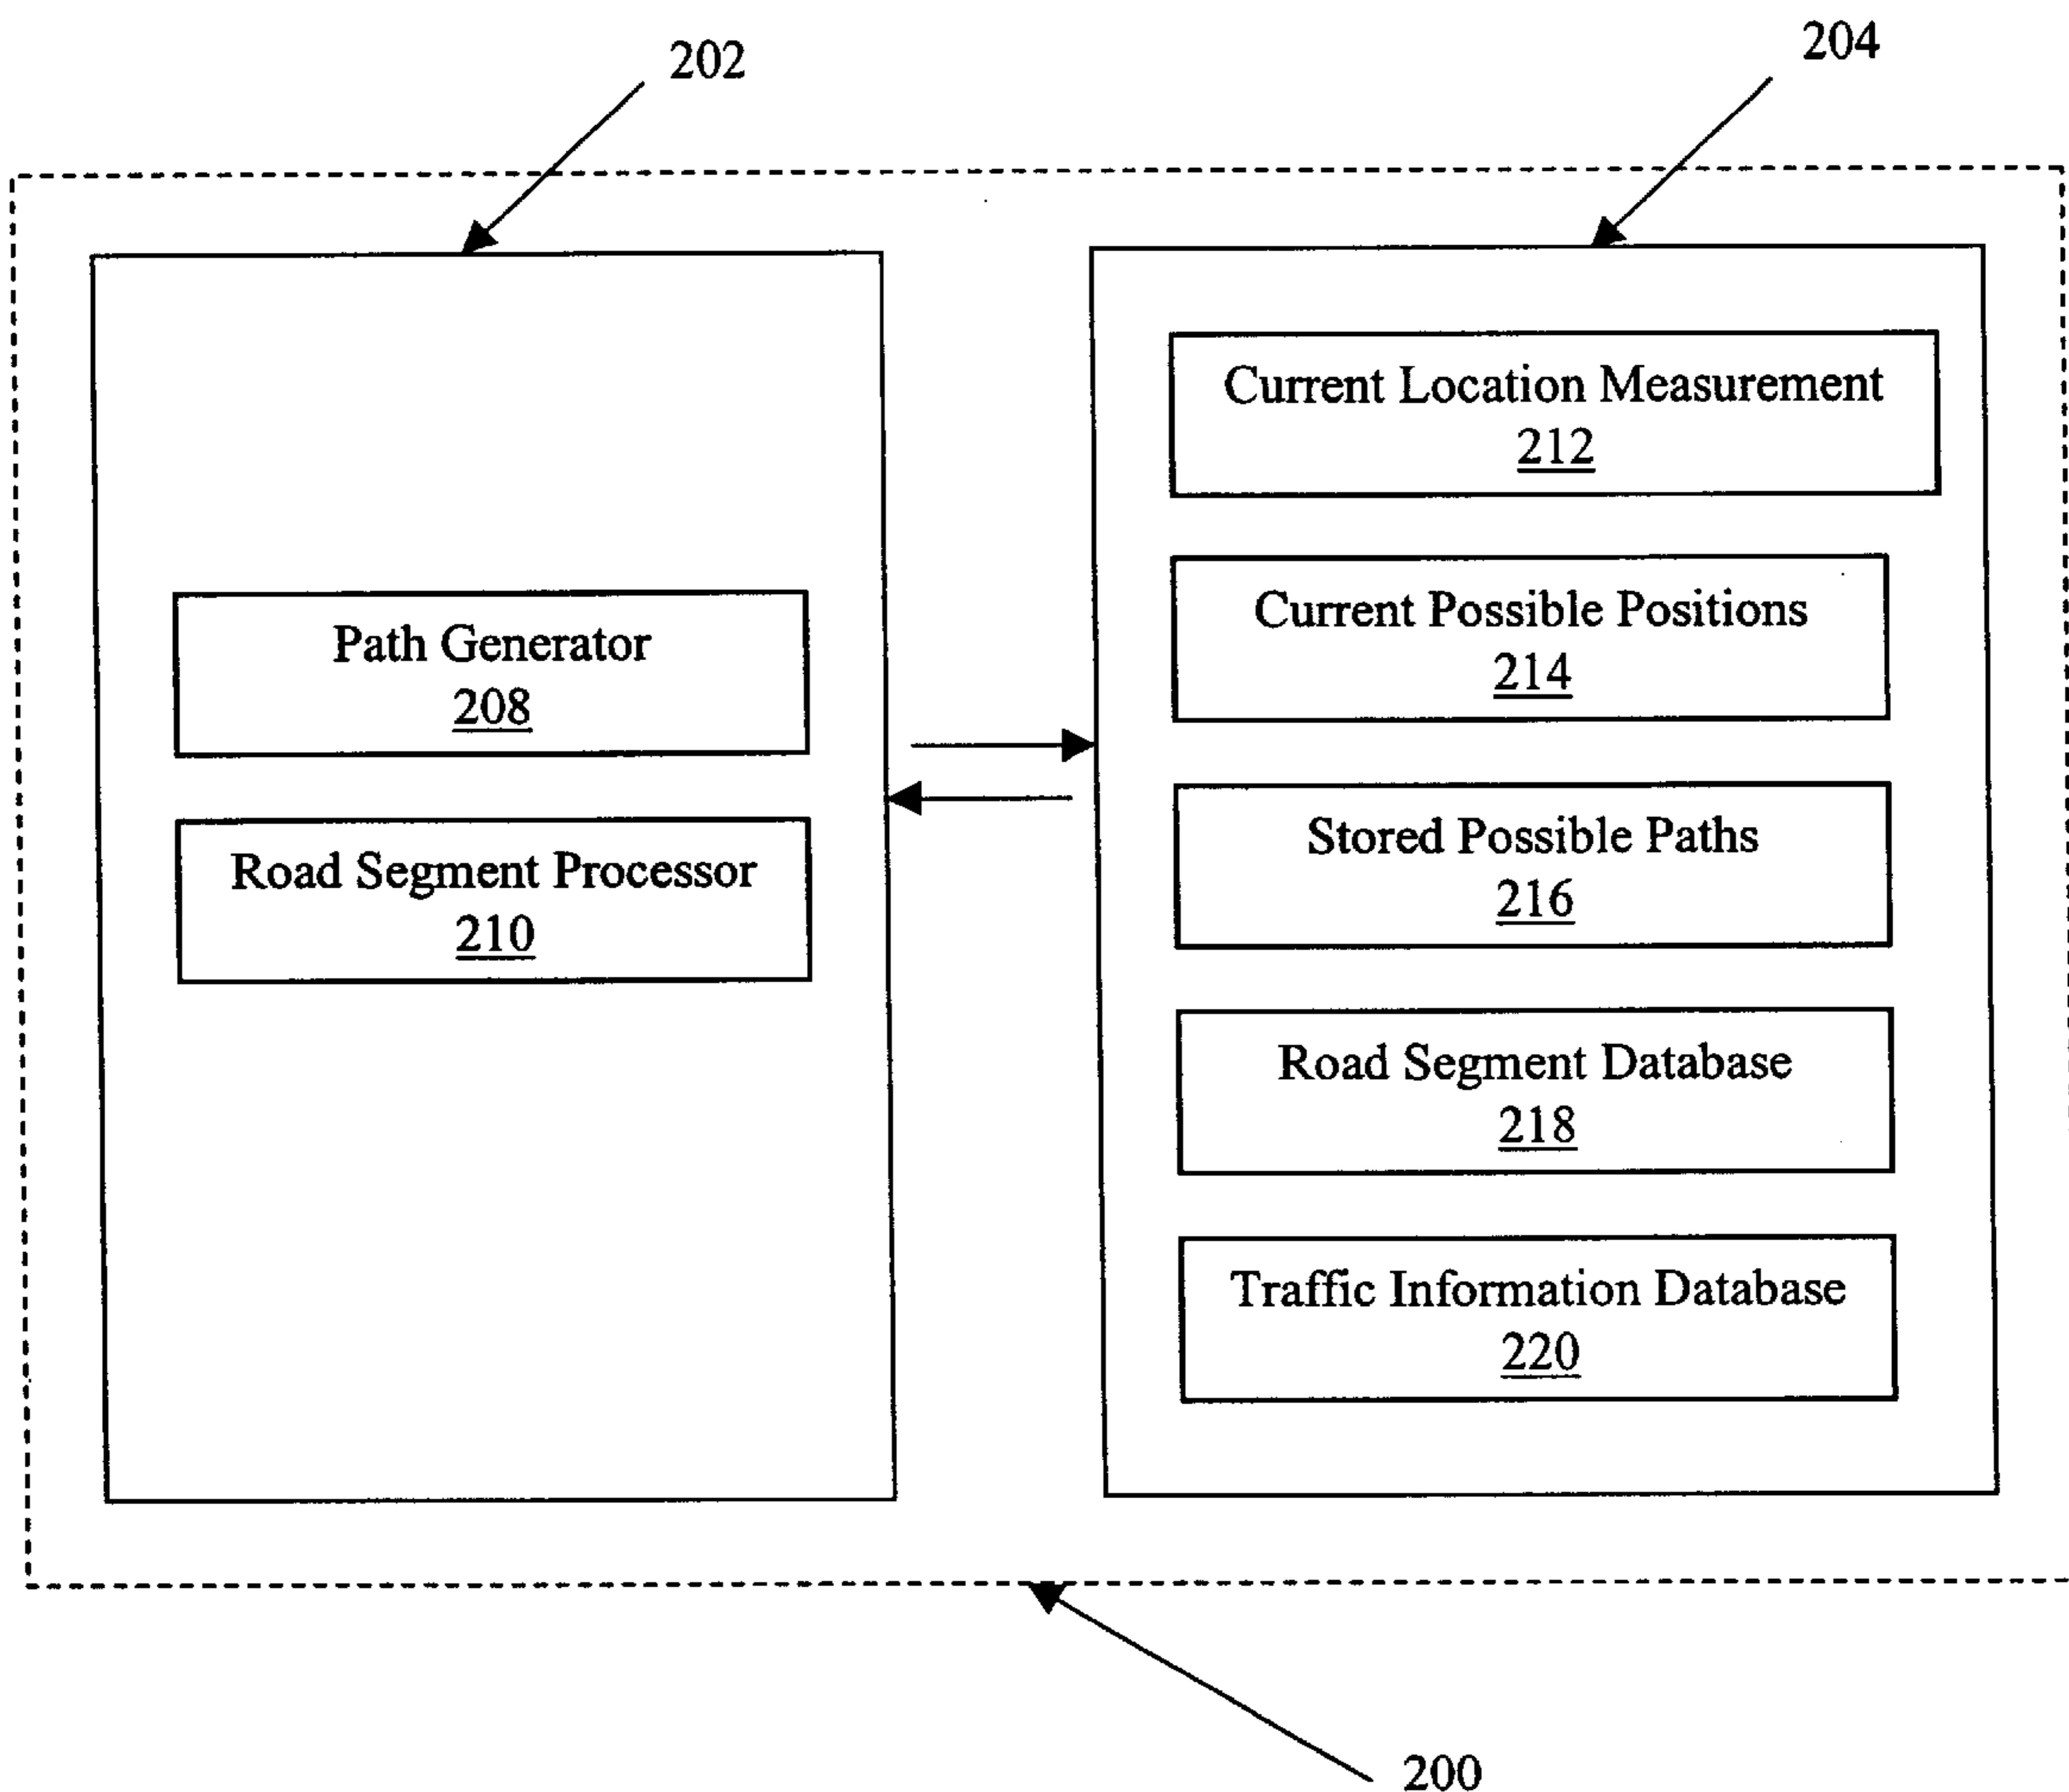 202
204
Path Generator
208
Road Segment Processor
210
Current Location Measurement
212
Current Possible Positions
214
Stored Possible Paths
216
Road Segment Database
218
Traffic Information Database
220
200